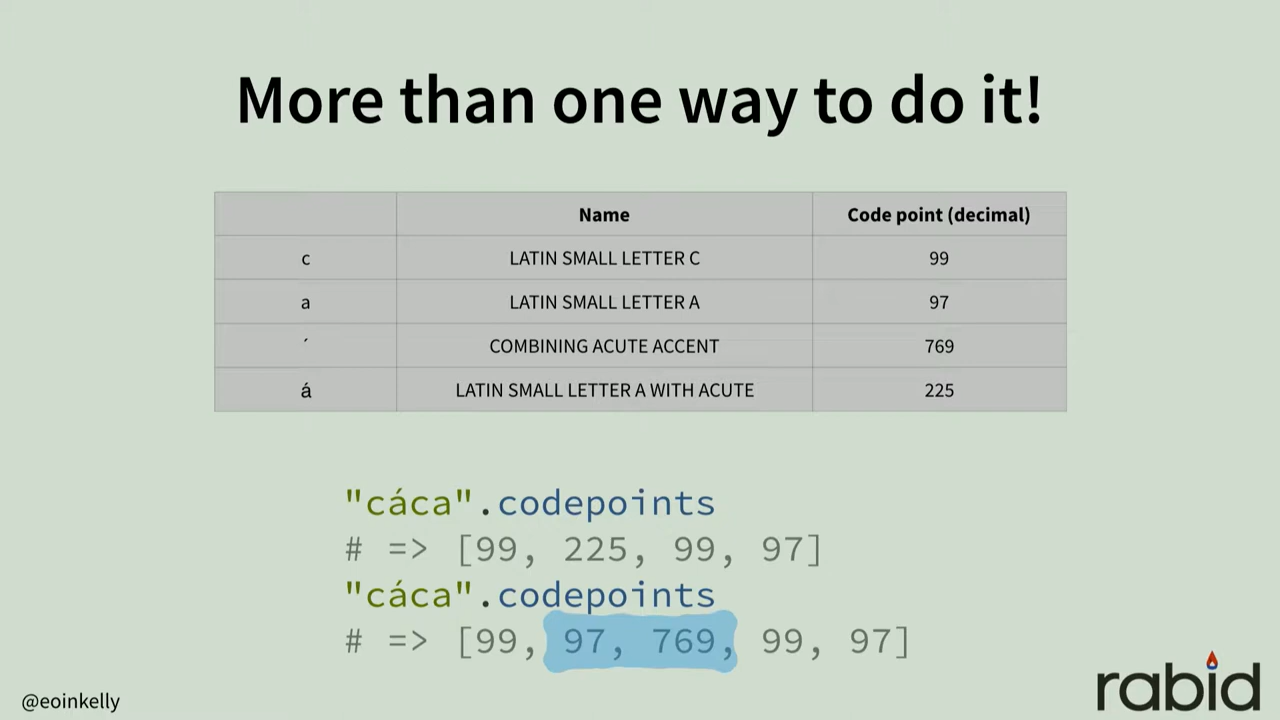 More than one way to do it!
Name Code point (decimal)
c LATIN SMALL LETTER C 99
a LATIN SMALL LETTER A 97
´ COMBINING ACUTE ACCENT 769
á LATIN SMALL LETTER A WITH ACUTE 225
"cáca".codepoints
# => [99, 225, 99, 97]
"cáca".codepoints
# => [99, 97, 769, 99, 97]
@eoinkelly
rabid